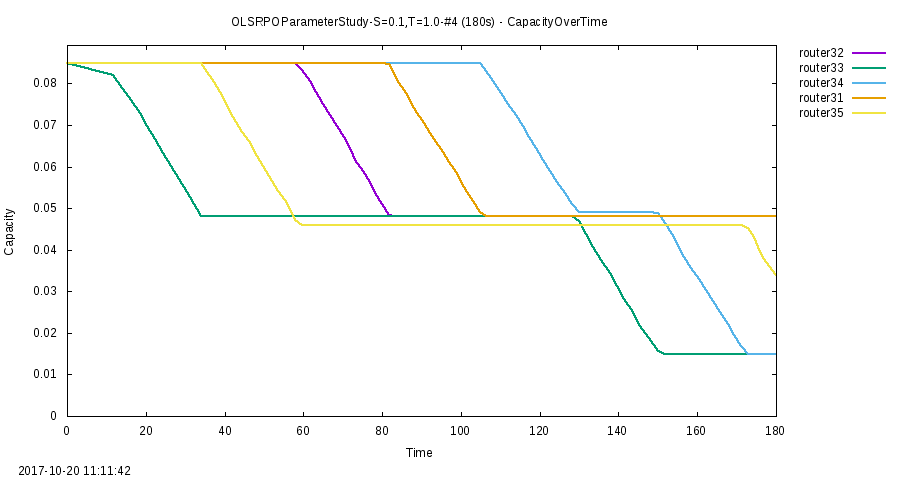 OLSRPOParameterStudy-S=0.1,T=1.0-#4 (180s) - CapacityOverTime
router32
router33
router34
router31
router35
0.08
0.07
0.06
0.05
0.04
0.03
0.02
0.01
0
Capacity
0 20 40 60 80 100 120 140 160 180
Time
2017-10-20 11:11:42